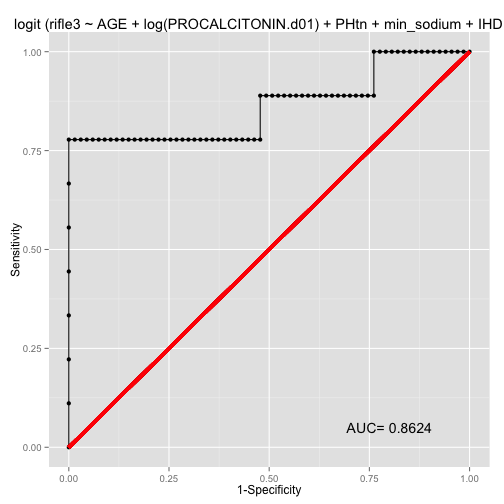 logit (rifle3 ~ AGE + log(PROCALCITONIN.d01) + PHtn + min_sodium + IHD
1.00
0.75
0.50
0.25
0.00
Sensitivity
AUC= 0.8624
0.00 0.25 0.50 0.75 1.00
1-Specificity